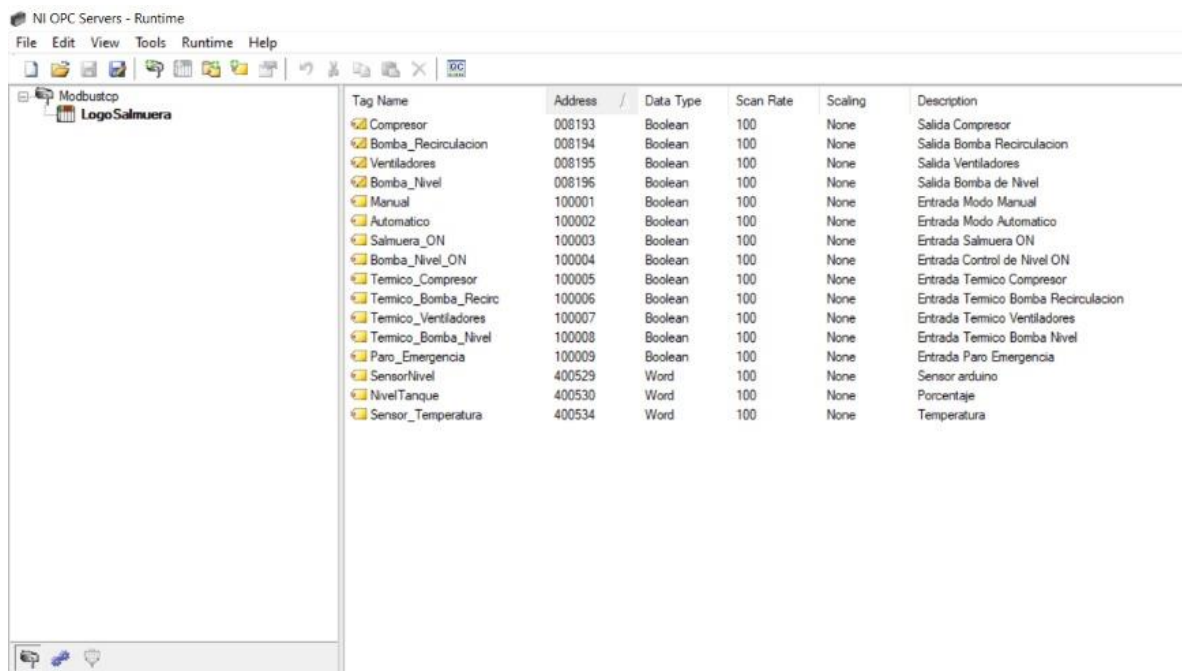 NI OPC Servers - Runtime
File Edit View Tools Runtime Help
Modbustcp
LogoSalmuera
Tag Name Address Data Type Scan Rate Scaling Description
Compresor 008193 Boolean 100 None Salida Compresor
Bomba_Recirculacion 008194 Boolean 100 None Salida Bomba Recirculacion
Ventiladores 008195 Boolean 100 None Salida Ventiladores
Bomba_Nivel 008196 Boolean 100 None Salida Bomba de Nivel
Manual 100001 Boolean 100 None Entrada Modo Manual
Automatico 100002 Boolean 100 None Entrada Modo Automatico
Salmuera_ON 100003 Boolean 100 None Entrada Salmuera ON
Bomba_Nivel_ON 100004 Boolean 100 None Entrada Control de Nivel ON
Termico_Compresor 100005 Boolean 100 None Entrada Termico Compresor
Termico_Bomba_Recirc 100006 Boolean 100 None Entrada Termico Bomba Recirculacion
Termico_Ventiladores 100007 Boolean 100 None Entrada Termico Ventiladores
Termico_Bomba_Nivel 100008 Boolean 100 None Entrada Termico Bomba Nivel
Paro_Emergencia 100009 Boolean 100 None Entrada Paro Emergencia
SensorNivel 400529 Word 100 None Sensor arduino
NivelTanque 400530 Word 100 None Porcentaje
Sensor_Temperatura 400534 Word 100 None Temperatura